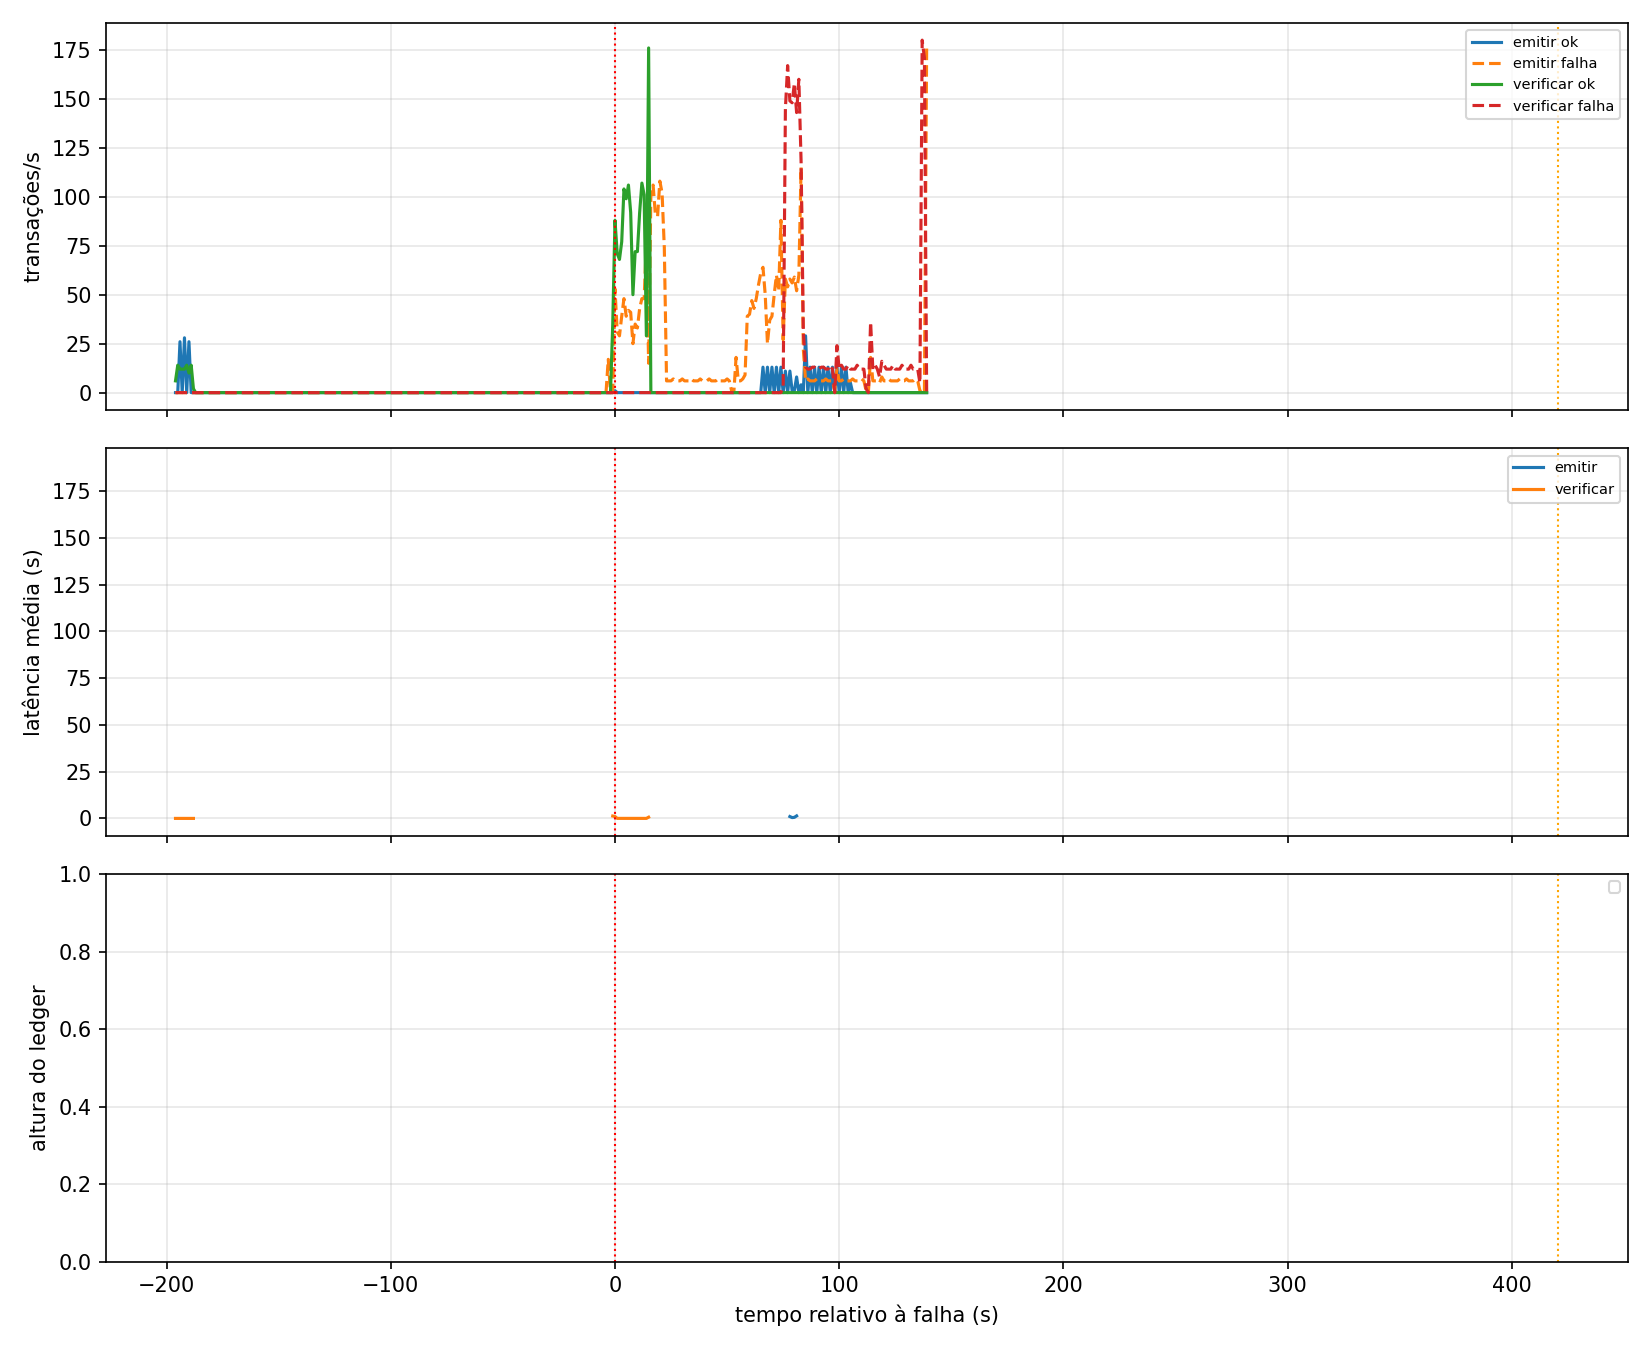 175
150
125
100
75
50
25
0
transações/s
emitir ok
emitir falha
verificar ok
verificar falha
175
150
125
100
75
50
25
0
latência média (s)
emitir
verificar
1.0
0.8
0.6
0.4
0.2
0.0
altura do ledger
−200 −100 0 100 200 300 400
tempo relativo à falha (s)